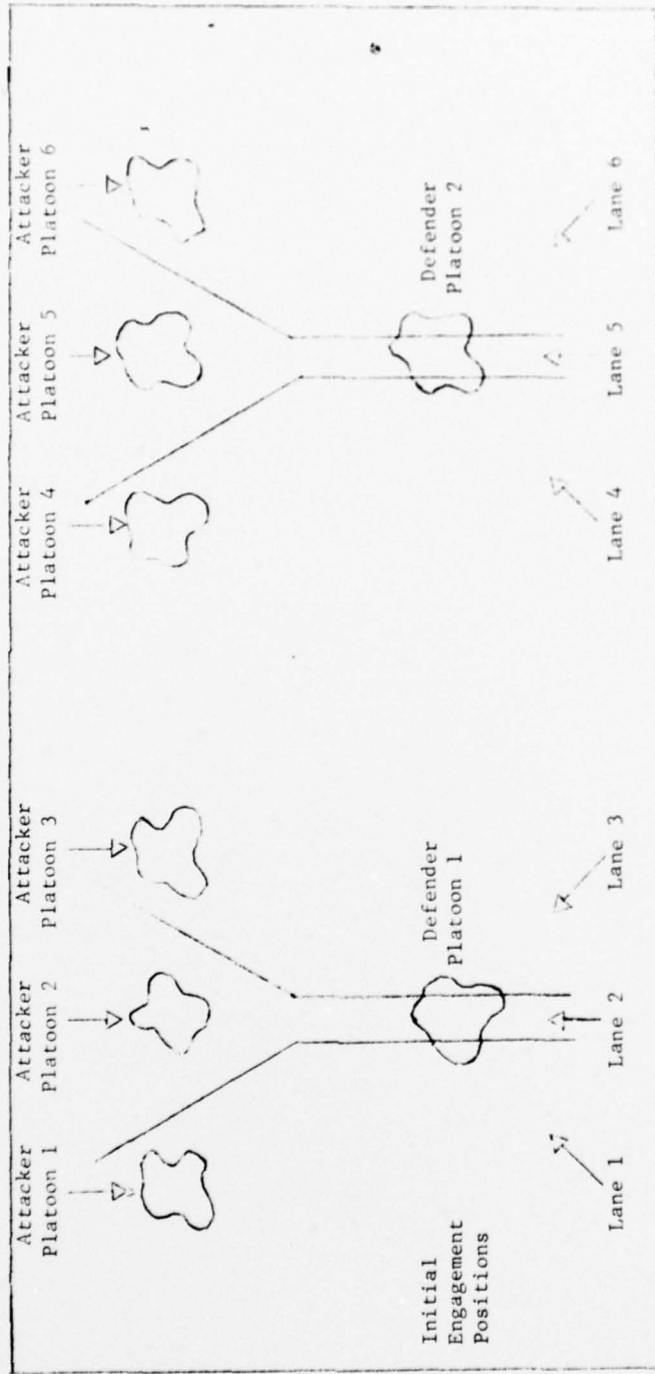 Attacker
Platoon 1
Attacker
Platoon 2
Attacker
Platoon 3
Attacker
Platoon 4
Attacker
Platoon 5
Attacker
Platoon 6
Initial
Engagement
Positions
Defender
Platoon 1
Defender
Platoon 2
Lane 1
Lane 2
Lane 3
Lane 4
Lane 5
Lane 6